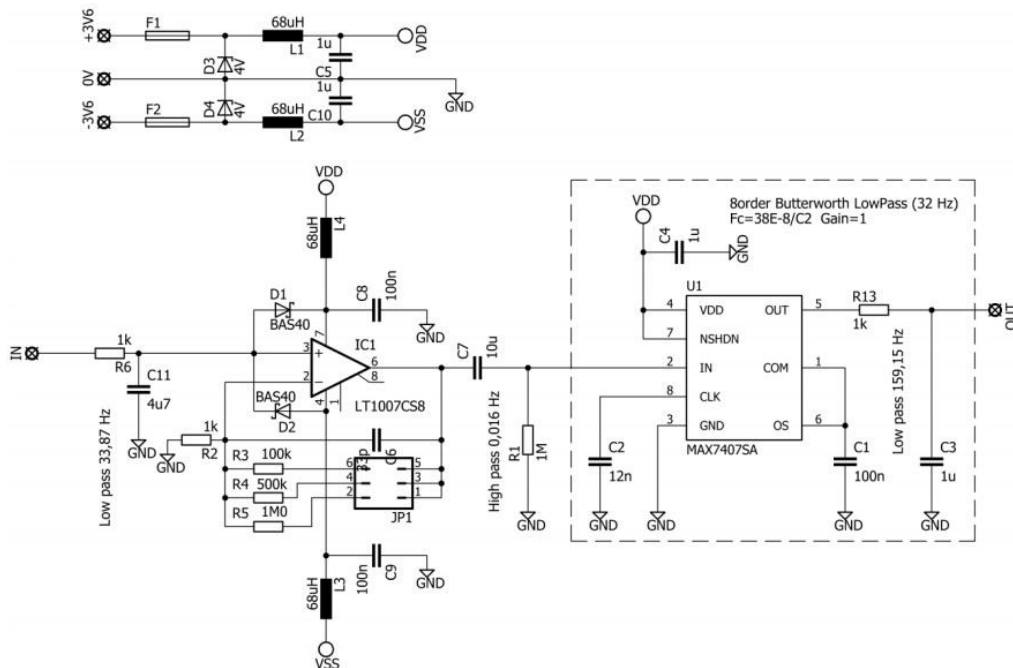 +3V6
F1
68uH
L1
1u
VDD
D3
4V
C5
0V
1u
GND
D4
4V
-3V6
F2
68uH
L2
C10
VSS
VDD
68uH
L4
D1
BAS40
C8
100n
GND
IN
1k
R6
C11
4u7
GND
Low pass 33,87 Hz
3
+
7
IC1
6
8
2
-
4
1
LT1007CS8
BAS40
D2
1k
R2
GND
33p
C6
R3
100k
R4
500k
R5
1M0
6
5
4
3
2
1
JP1
100n
C9
GND
68uH
L3
VSS
C7
10u
High pass 0,016 Hz
R1
1M
GND
8order Butterworth LowPass (32 Hz)
Fc=38E-8/C2 Gain=1
VDD
C4
1u
GND
U1
4
VDD
OUT
5
7
NSHDN
2
IN
COM
1
8
CLK
3
GND
OS
6
MAX7407SA
C2
12n
GND
GND
R13
1k
Low pass 159,15 Hz
C1
100n
GND
C3
1u
GND
OUT